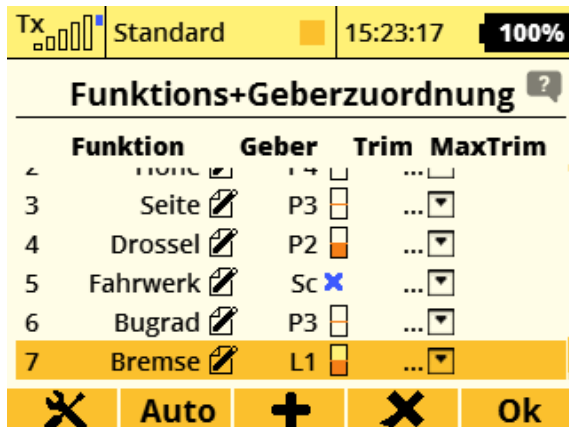 Tx Standard 15:23:17 100%
Funktions+Geberzuordnung ?
Funktion Geber Trim MaxTrim
3 Seite P3 ...
4 Drossel P2 ...
5 Fahrwerk Sc ...
6 Bugrad P3 ...
7 Bremse L1 ...
Auto Ok